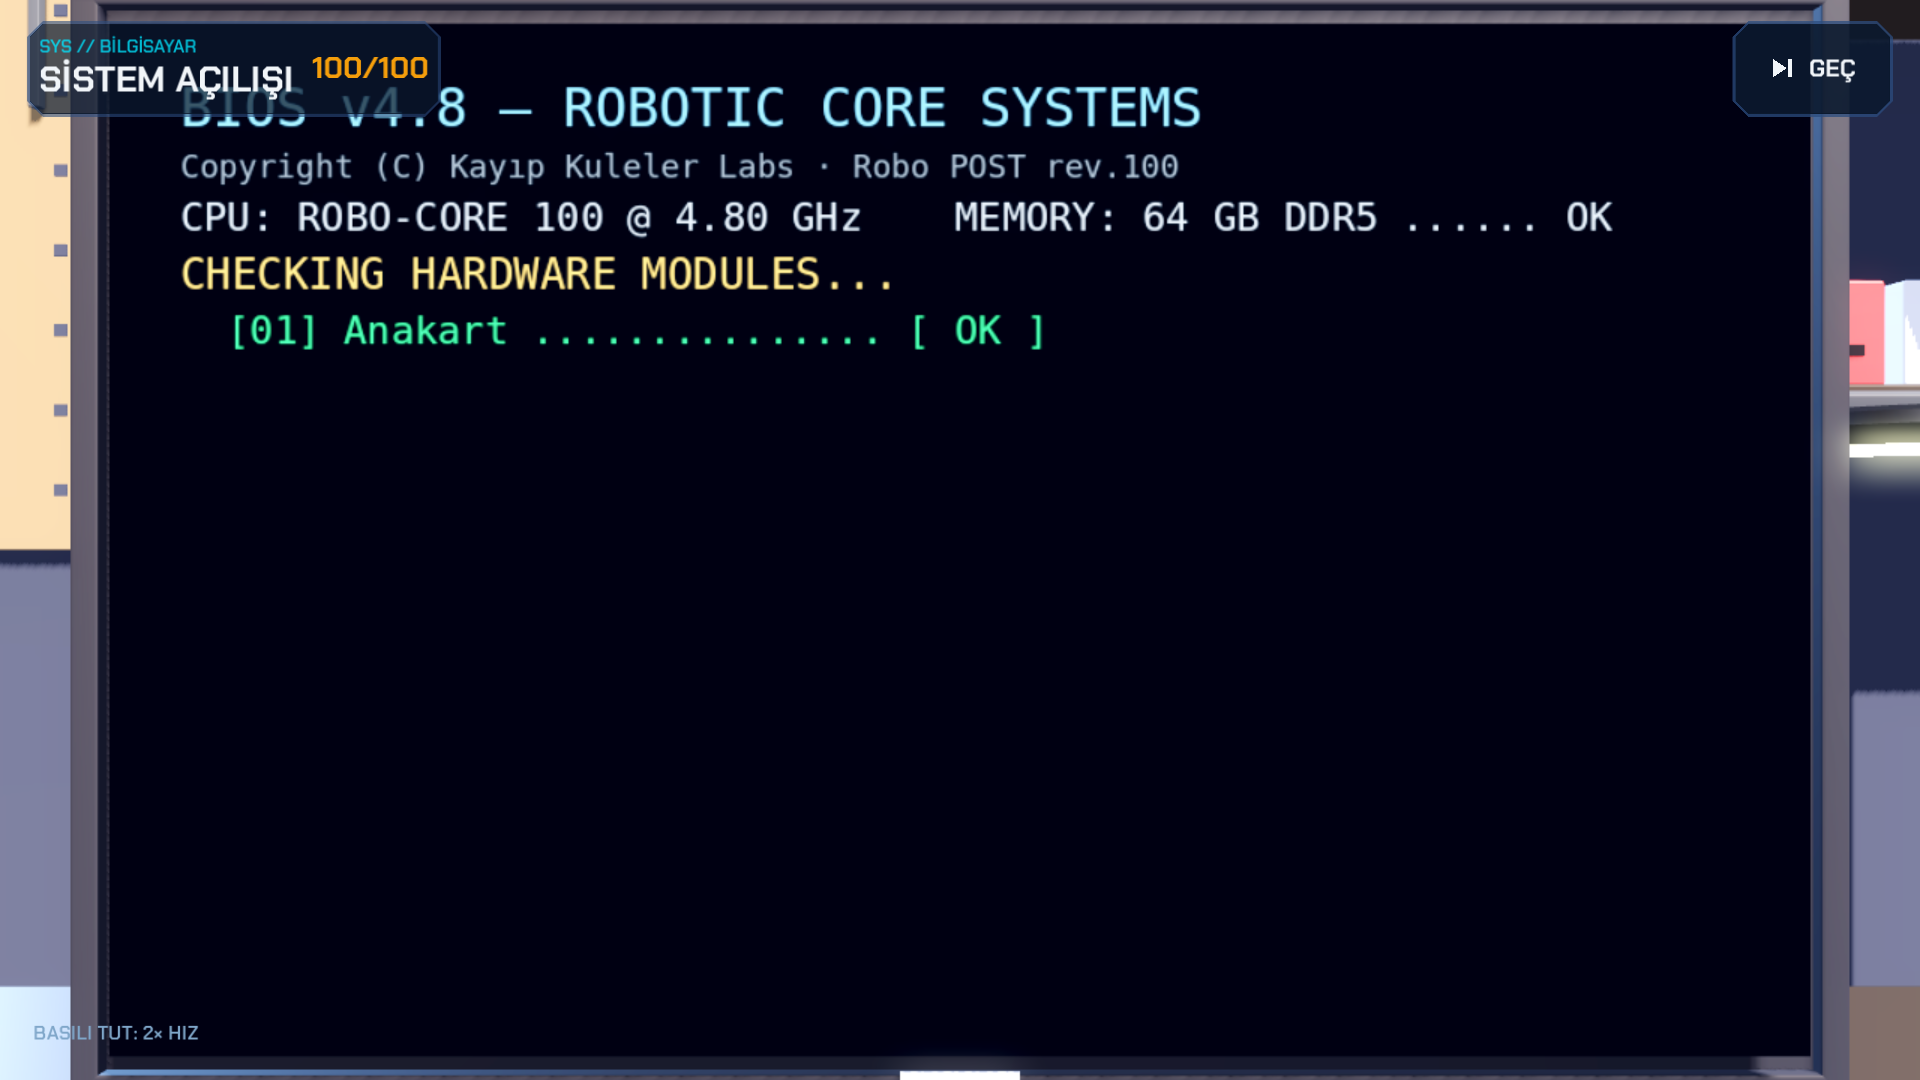 SYS // BİLGİSAYAR
SİSTEM AÇILIŞI 100/100
GEÇ
BIOS v4.8 — ROBOTIC CORE SYSTEMS
Copyright (C) Kayıp Kuleler Labs · Robo POST rev.100
CPU: ROBO-CORE 100 @ 4.80 GHz MEMORY: 64 GB DDR5 ...... OK
CHECKING HARDWARE MODULES...
[01] Anakart ............... [ OK ]
BASILI TUT: 2× HIZ